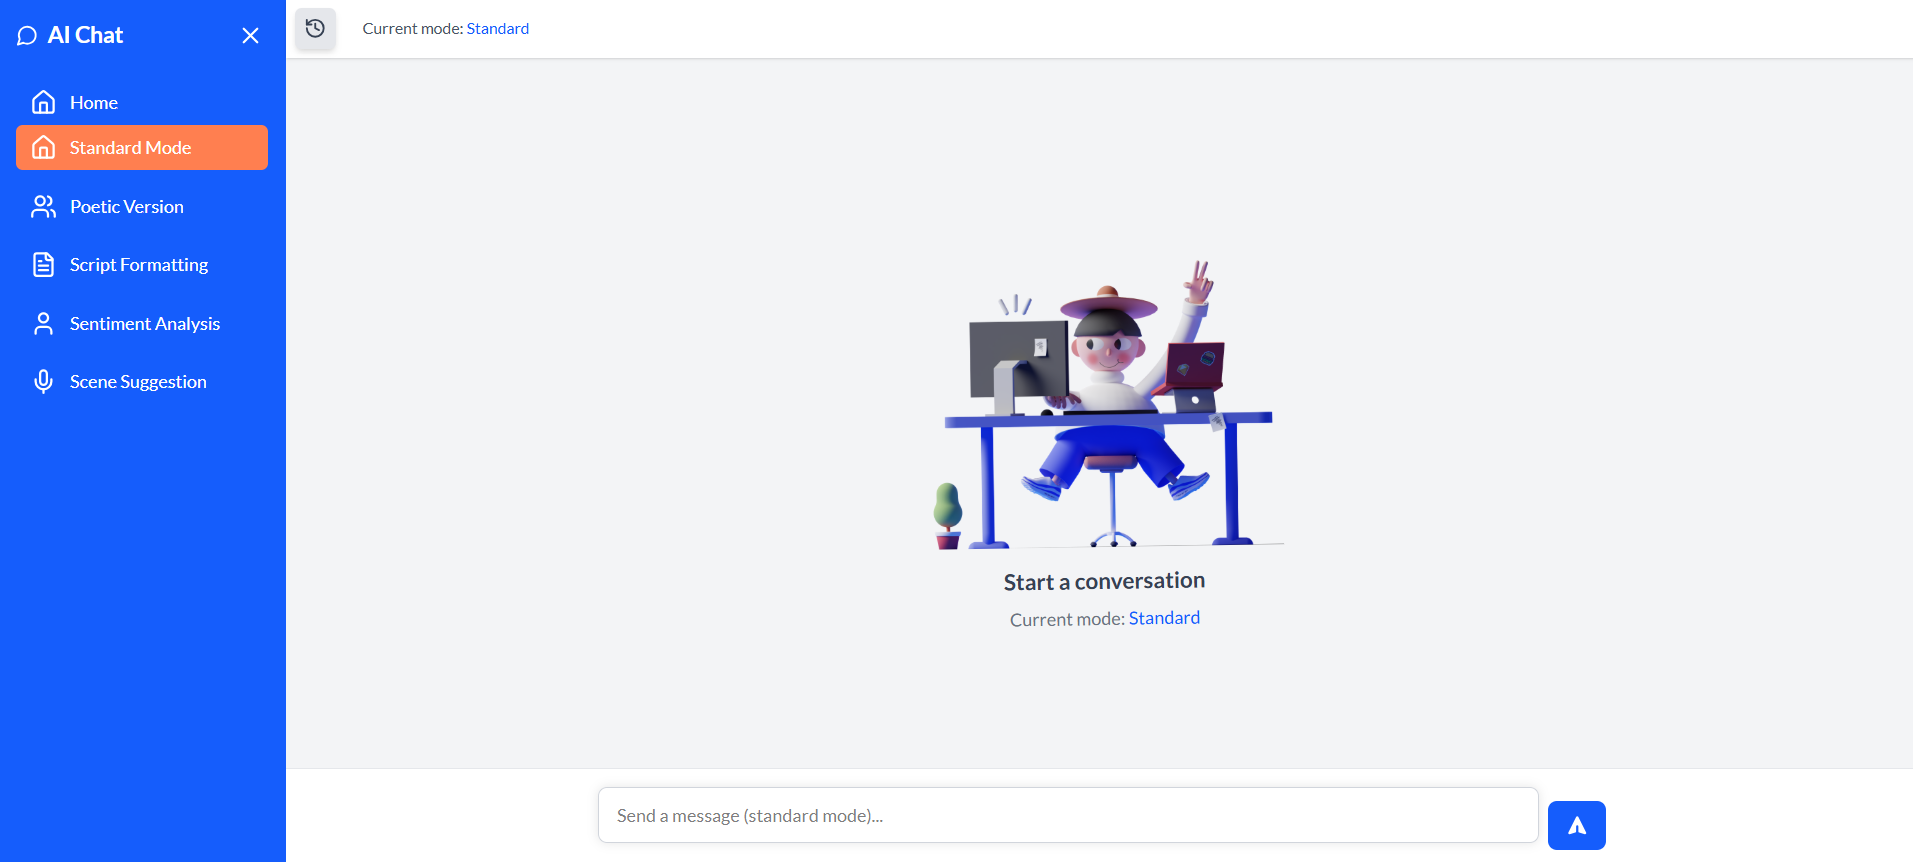 AI Chat
Home
Standard Mode
Poetic Version
Script Formatting
Sentiment Analysis
Scene Suggestion
Current mode: Standard
Start a conversation
Current mode: Standard
Send a message (standard mode)...